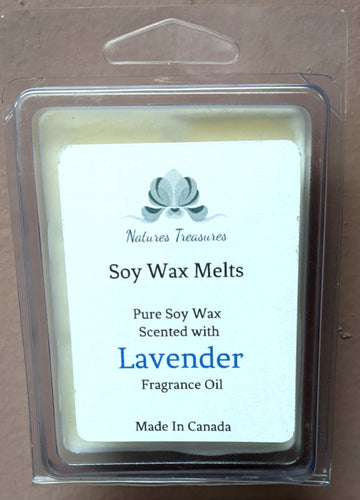 Natures Treasures
Soy Wax Melts
Pure Soy Wax
Scented with
Lavender
Fragrance Oil
Made In Canada